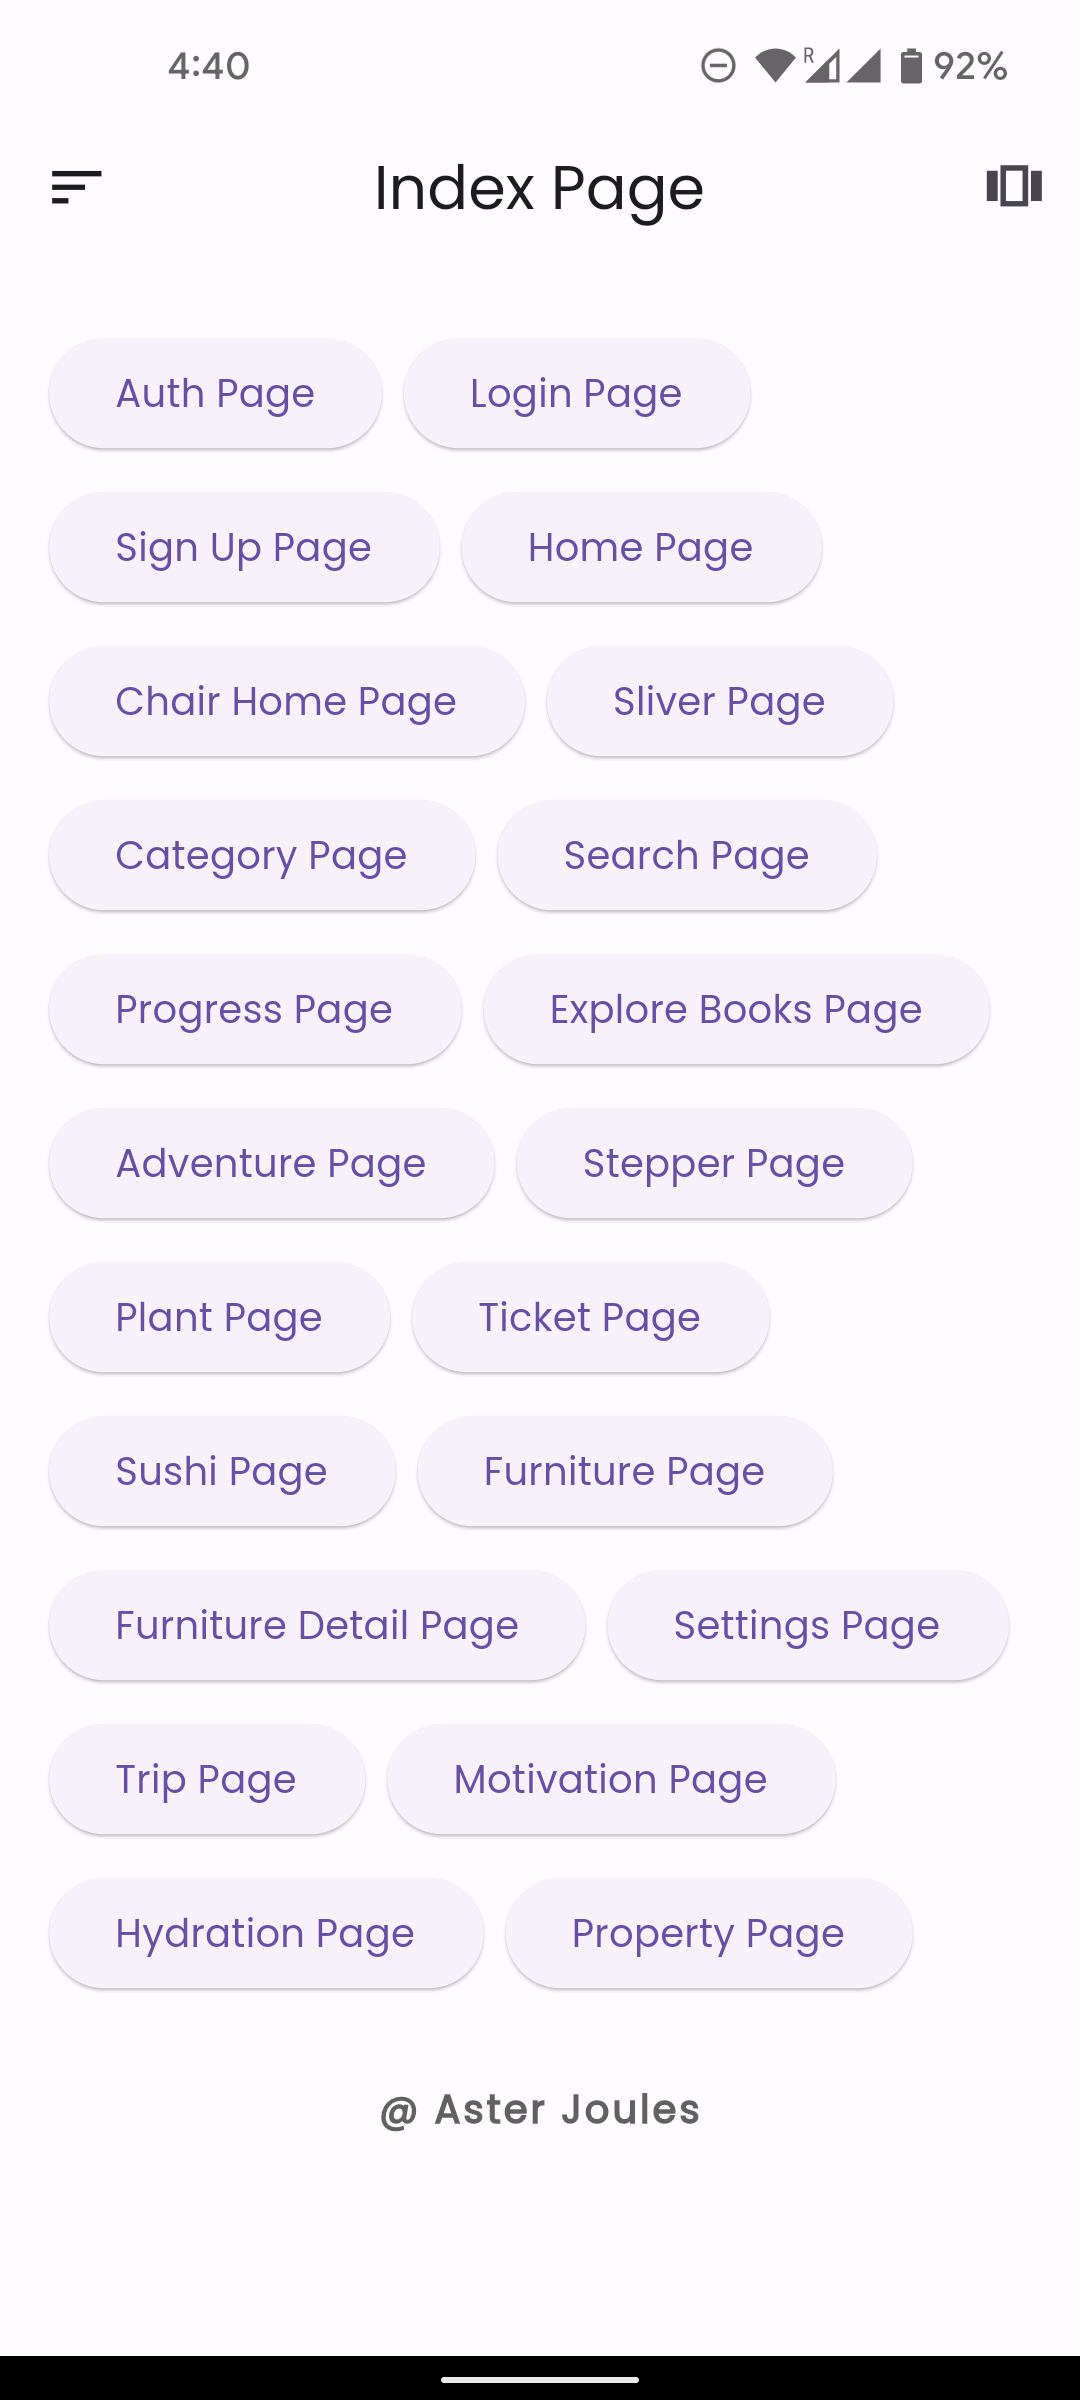 4:40 R 92%
Index Page
Auth Page Login Page
Sign Up Page Home Page
Chair Home Page Sliver Page
Category Page Search Page
Progress Page Explore Books Page
Adventure Page Stepper Page
Plant Page Ticket Page
Sushi Page Furniture Page
Furniture Detail Page Settings Page
Trip Page Motivation Page
Hydration Page Property Page
@ Aster Joules